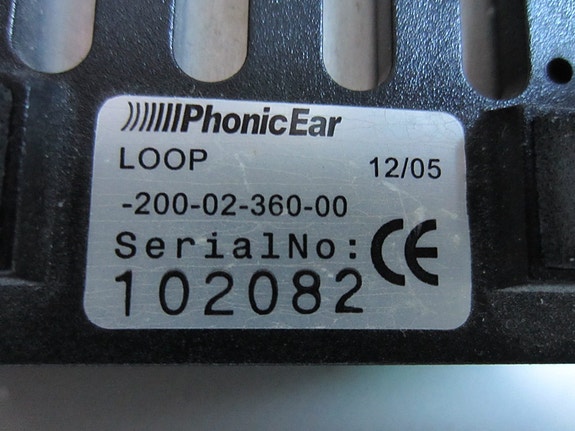 PhonicEar
LOOP 12/05
-200-02-360-00
SerialNo:
102082 CE